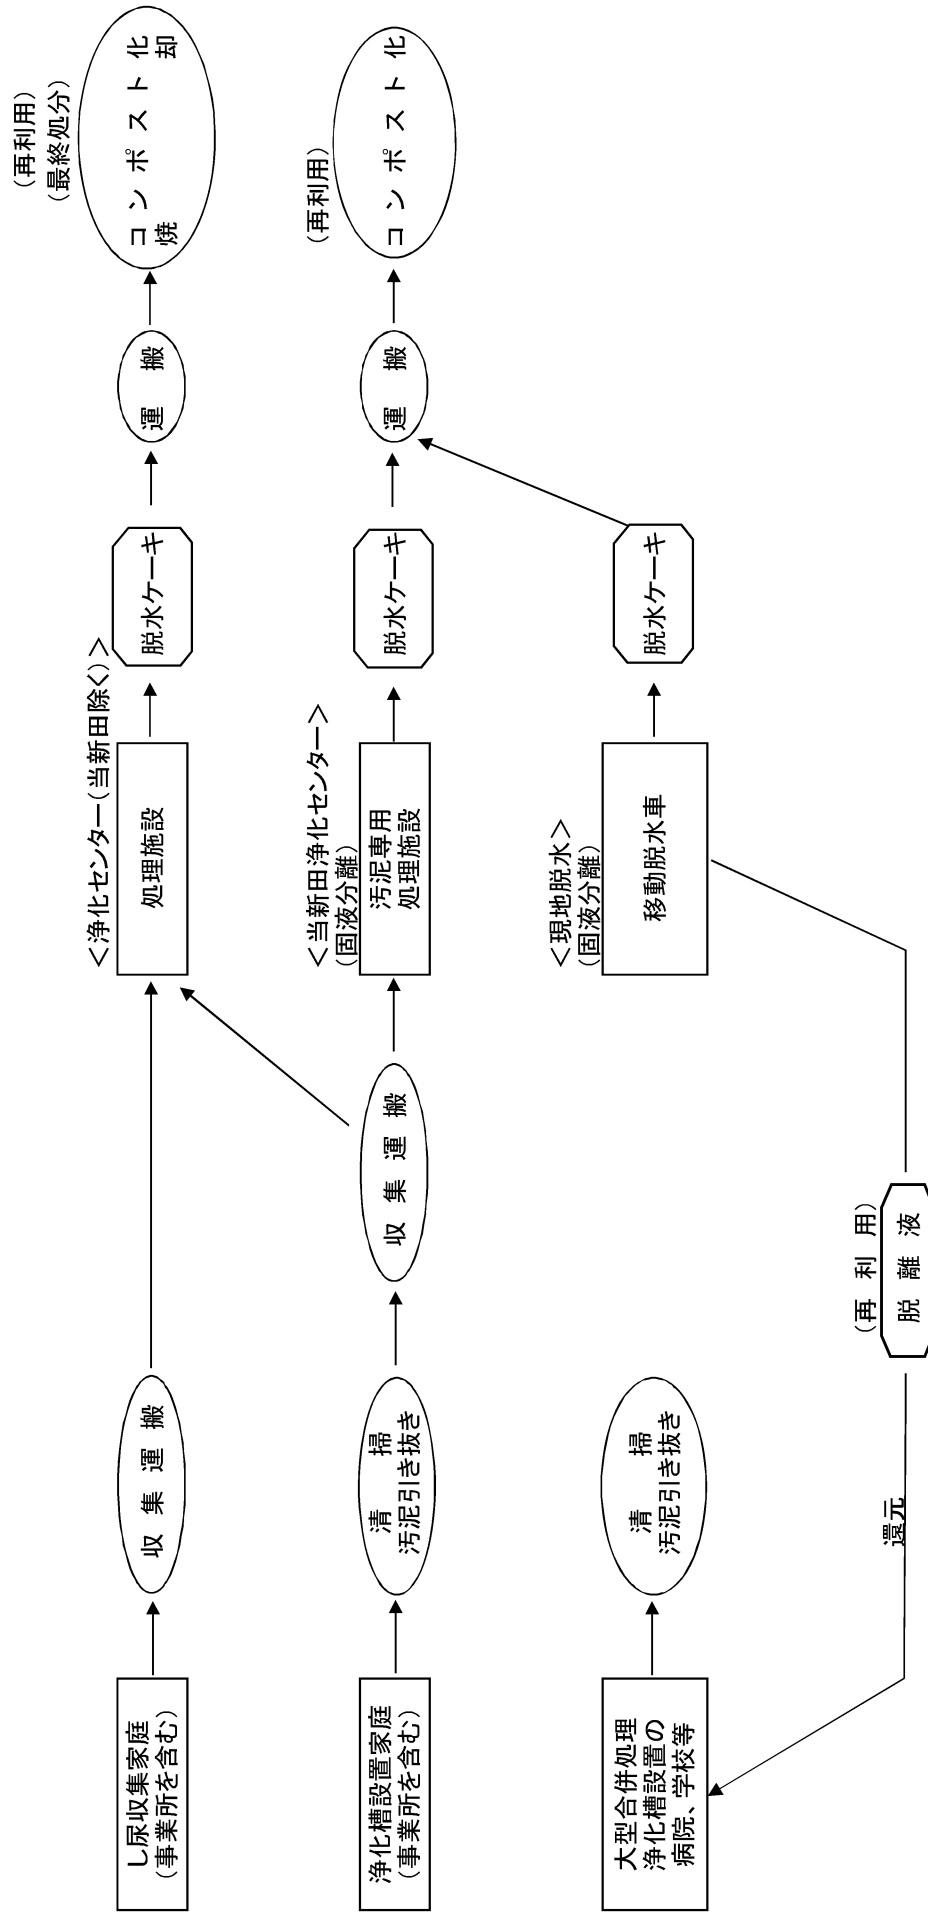 し尿収集家庭
（事業所を含む）
収集運搬
＜浄化センター（当新田除く）＞
処理施設
脱水ケーキ
運搬
（再利用）
（最終処分）
コンポスト化
焼却
浄化槽設置家庭
（事業所を含む）
清掃
汚泥引き抜き
収集運搬
＜当新田浄化センター＞
（固液分離）
汚泥専用
処理施設
脱水ケーキ
運搬
（再利用）
コンポスト化
大型合併処理
浄化槽設置の
病院、学校等
清掃
汚泥引き抜き
＜現地脱水＞
（固液分離）
移動脱水車
脱水ケーキ
還元
（再利用）
脱離液